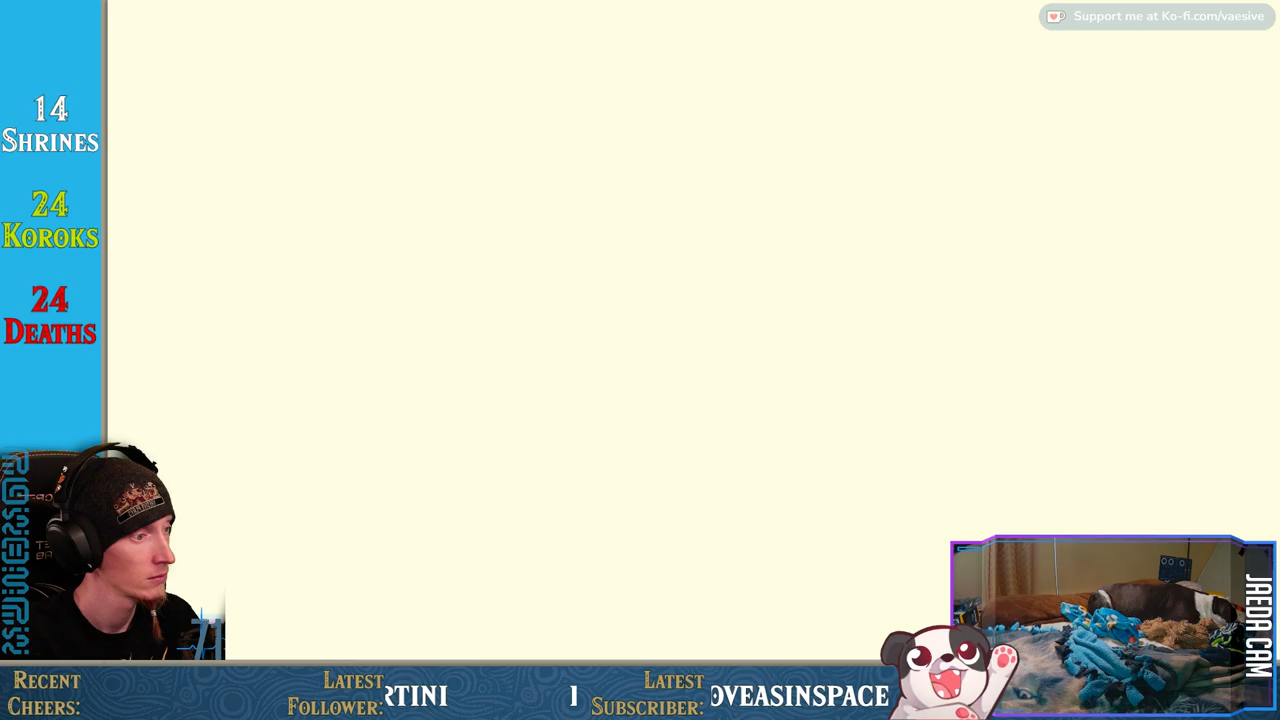 Support me at Ko-fi.com/vaesive
14
SHRINES
24
KOROKS
24
DEATHS
71
JAEDA CAM
RECENT
CHEERS:
LATEST
FOLLOWER:
RTINI
LATEST
SUBSCRIBER:
OVEASINSPACE